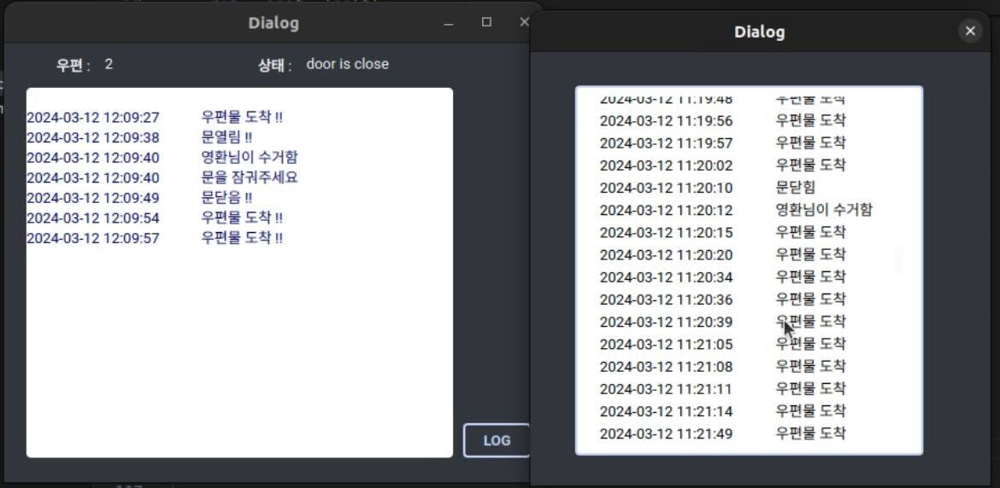 Dialog
우편 : 2 상태 : door is close
2024-03-12 12:09:27 우편물 도착 !!
2024-03-12 12:09:38 문열림 !!
2024-03-12 12:09:40 영환님이 수거함
2024-03-12 12:09:40 문을 잠궈주세요
2024-03-12 12:09:49 문닫음 !!
2024-03-12 12:09:54 우편물 도착 !!
2024-03-12 12:09:57 우편물 도착 !!
LOG
Dialog
2024-03-12 11:19:48 우편물 도착
2024-03-12 11:19:56 우편물 도착
2024-03-12 11:19:57 우편물 도착
2024-03-12 11:20:02 우편물 도착
2024-03-12 11:20:10 문닫힘
2024-03-12 11:20:12 영환님이 수거함
2024-03-12 11:20:15 우편물 도착
2024-03-12 11:20:20 우편물 도착
2024-03-12 11:20:34 우편물 도착
2024-03-12 11:20:36 우편물 도착
2024-03-12 11:20:39 우편물 도착
2024-03-12 11:21:05 우편물 도착
2024-03-12 11:21:08 우편물 도착
2024-03-12 11:21:11 우편물 도착
2024-03-12 11:21:14 우편물 도착
2024-03-12 11:21:49 우편물 도착